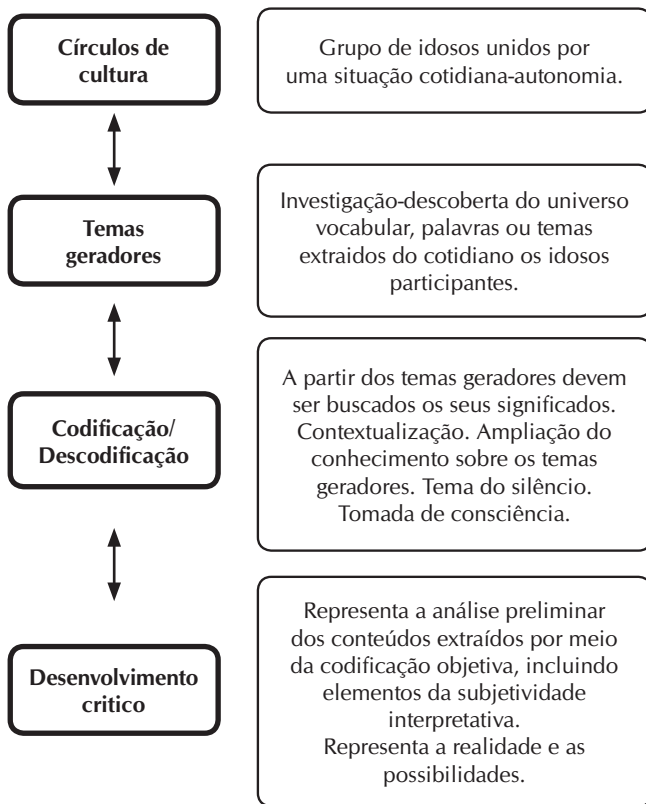 Círculos de
cultura
Grupo de idosos unidos por
uma situação cotidiana-autonomia.
Temas
geradores
Investigação-descoberta do universo
vocabular, palavras ou temas
extraidos do cotidiano os idosos
participantes.
Codificação/
Descodificação
A partir dos temas geradores devem
ser buscados os seus significados.
Contextualização. Ampliação do
conhecimento sobre os temas
geradores. Tema do silêncio.
Tomada de consciência.
Desenvolvimento
critico
Representa a análise preliminar
dos conteúdos extraídos por meio
da codificação objetiva, incluindo
elementos da subjetividade
interpretativa.
Representa a realidade e as
possibilidades.